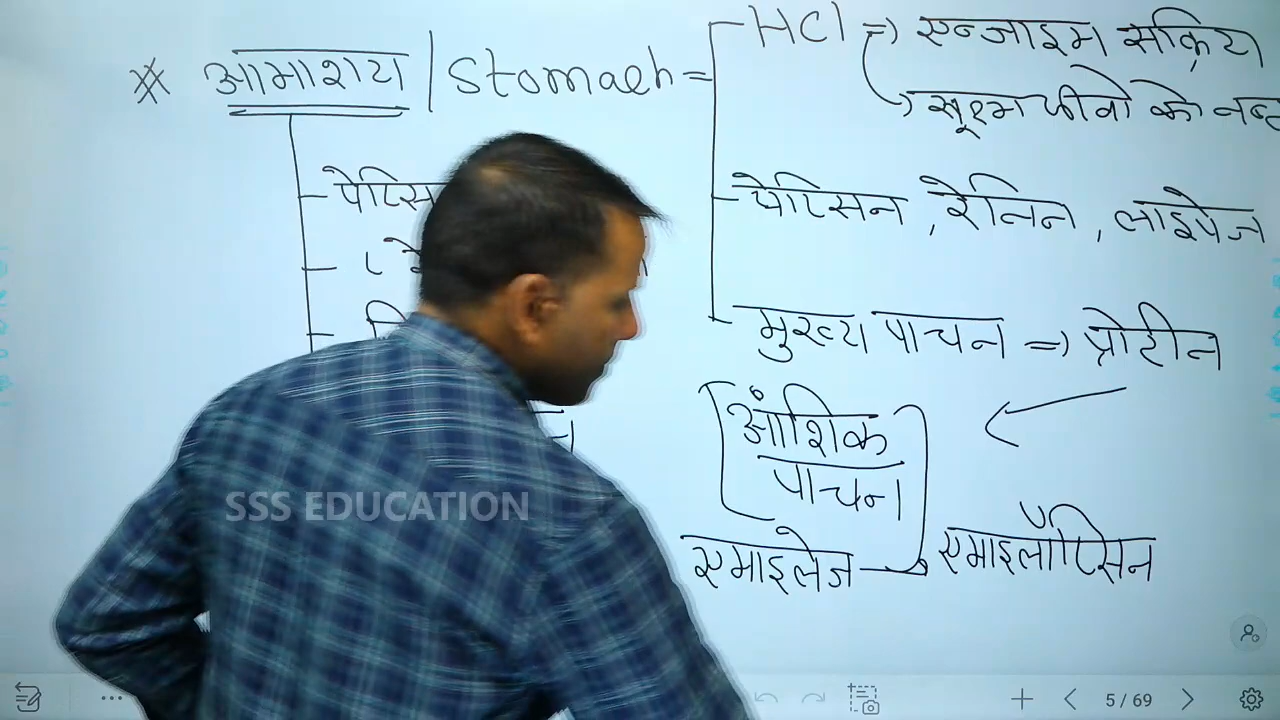 * आमाशय | Stomach =
HCl => एन्जाइम सक्रिय
सूक्ष्म जीवो को नष्ट
पेप्सिन , रेनिन , लाइपेज
मुख्य पाचन => प्रोटीन
आंशिक
पाचन
एमाइलेज
एमाइलॉप्सिन
SSS EDUCATION
5 / 69